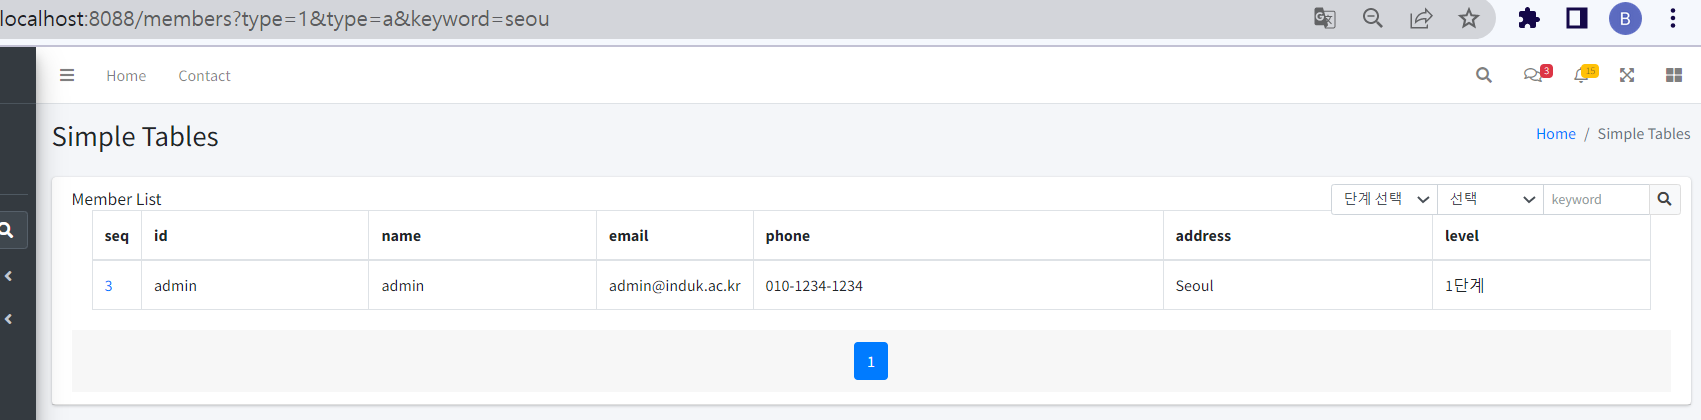 localhost:8088/members?type=1&type=a&keyword=seou
B
Home Contact
3 15
Simple Tables
Home / Simple Tables
Member List
단계 선택 선택 keyword
seq id name email phone address level
3 admin admin admin@induk.ac.kr 010-1234-1234 Seoul 1단계
1